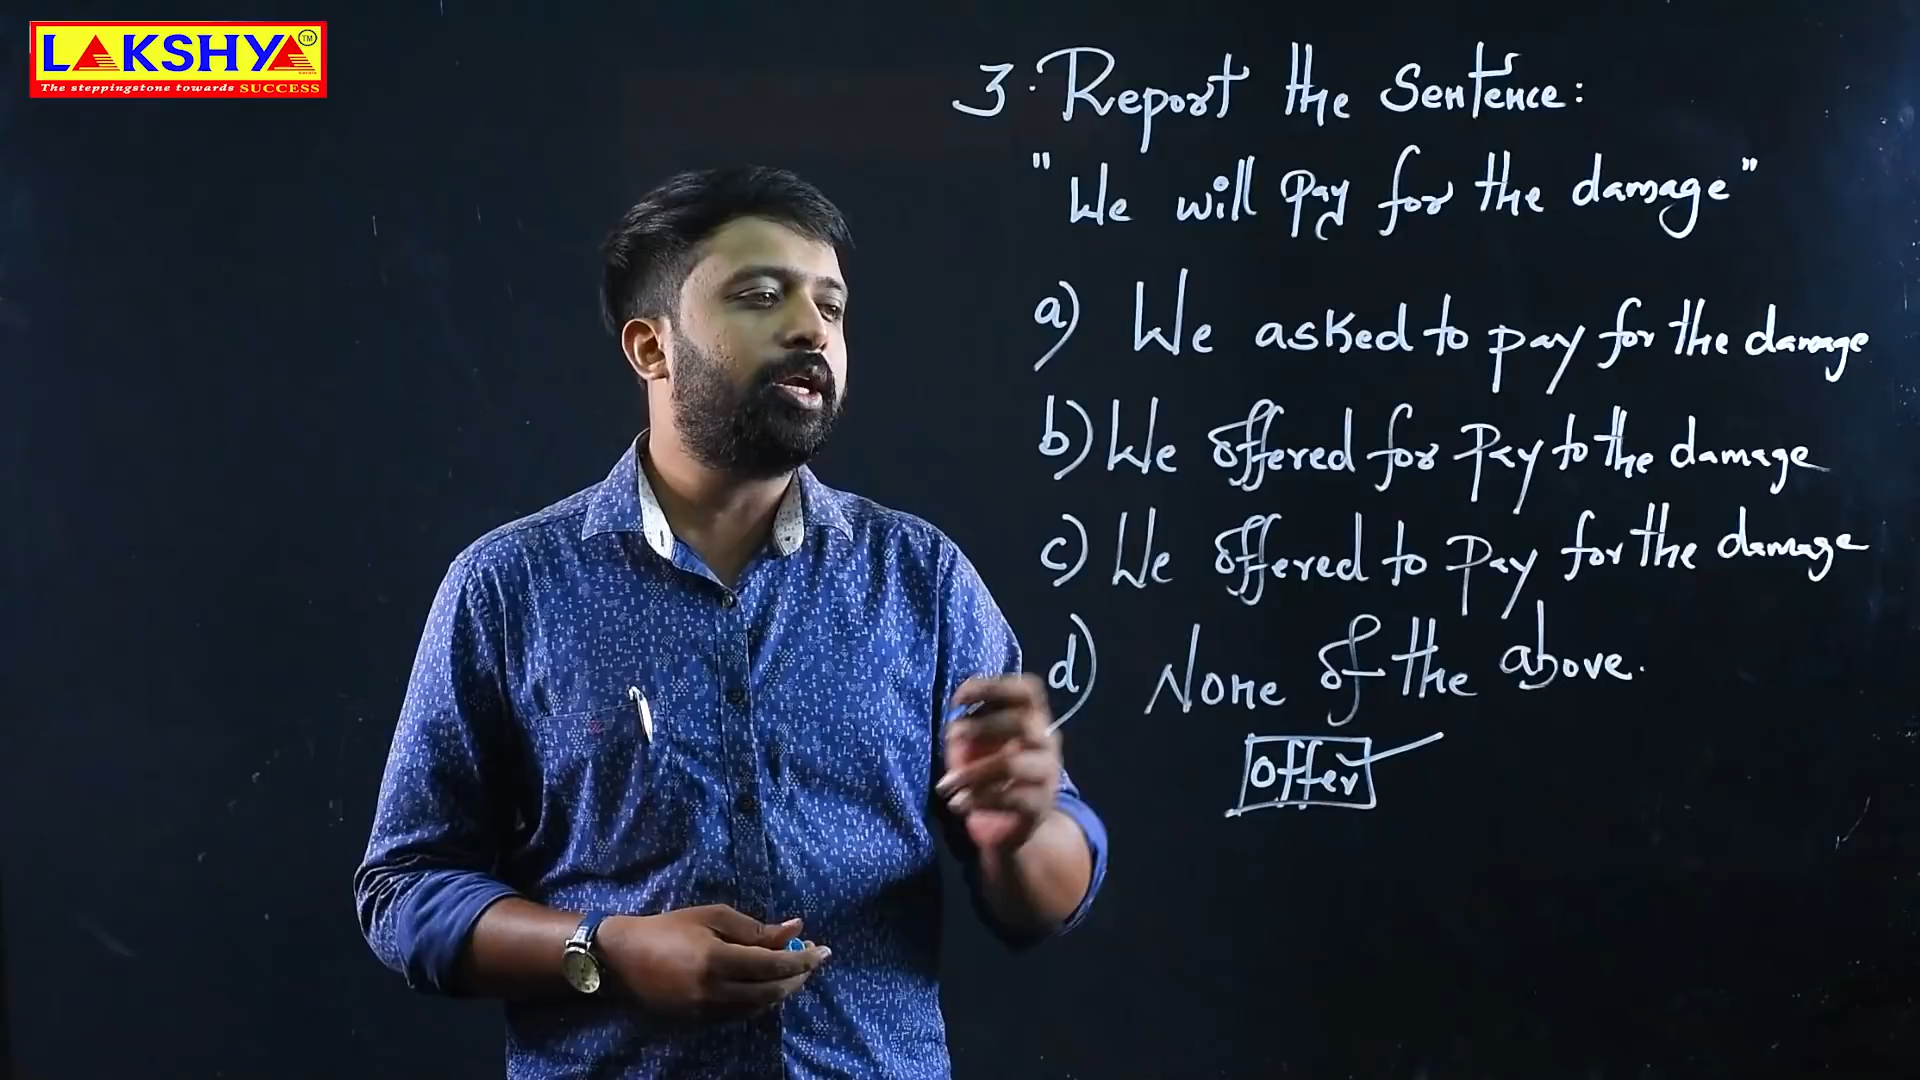 LAKSHYA TM
The steppingstone towards SUCCESS
3. Report the Sentence:
"We will pay for the damage"
a) We asked to pay for the damage
b) We offered for pay to the damage
c) We offered to pay for the damage
d) None of the above.
offer